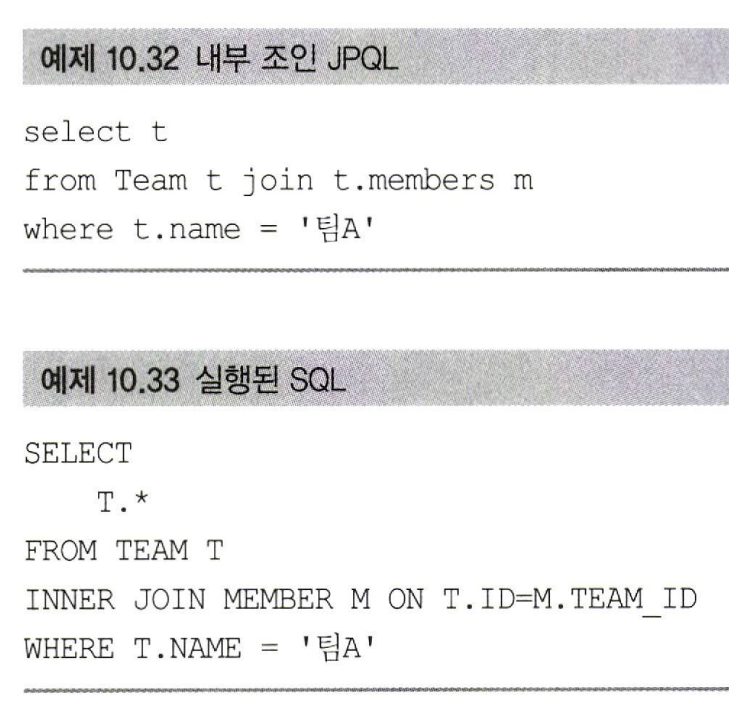 예제 10.32 내부 조인 JPQL
select t
from Team t join t.members m
where t.name = '팀A'
예제 10.33 실행된 SQL
SELECT
    T.*
FROM TEAM T
INNER JOIN MEMBER M ON T.ID=M.TEAM_ID
WHERE T.NAME = '팀A'